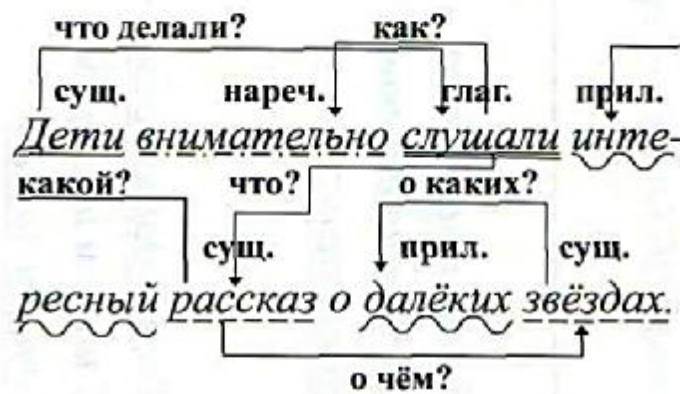 что делали? как?
сущ. нареч. глаг. прил.
Дети внимательно слушали инте-
какой? что? о каких?
сущ. прил. сущ.
ресный рассказ о далёких звёздах.
о чём?